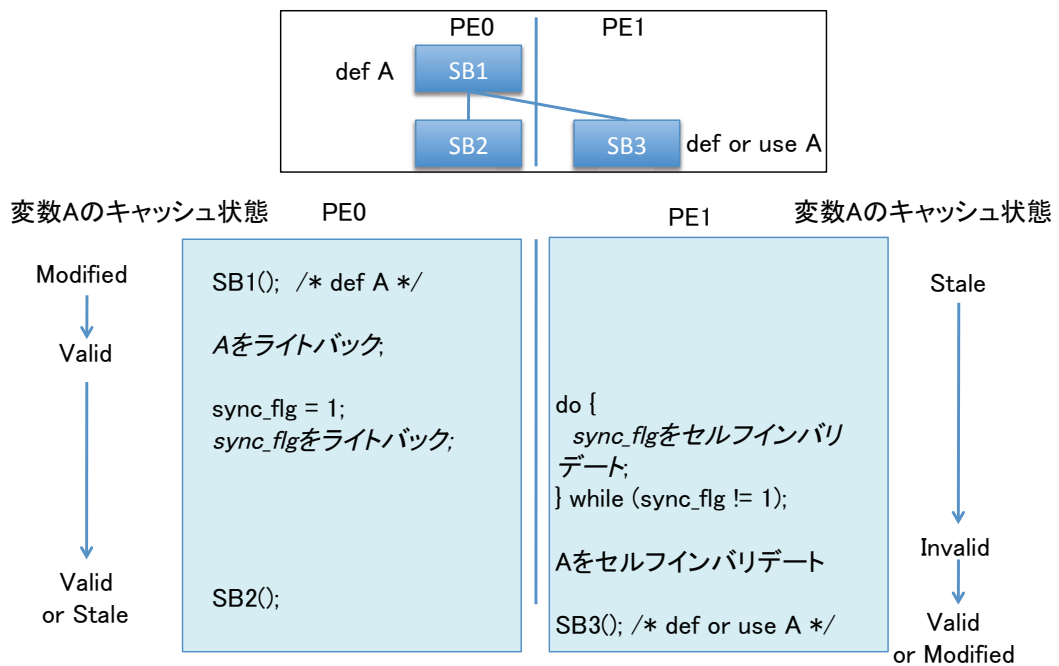 PE0 PE1
def A SB1
SB2 SB3 def or use A
変数Aのキャッシュ状態 PE0 PE1 変数Aのキャッシュ状態
Modified
Valid
Valid
or Stale
SB1(); /* def A */
Aをライトバック;
sync_flg = 1;
sync_flgをライトバック;
SB2();
do {
sync_flgをセルフインバリ
デート;
} while (sync_flg != 1);
Aをセルフインバリデート
SB3(); /* def or use A */
Stale
Invalid
Valid
or Modified